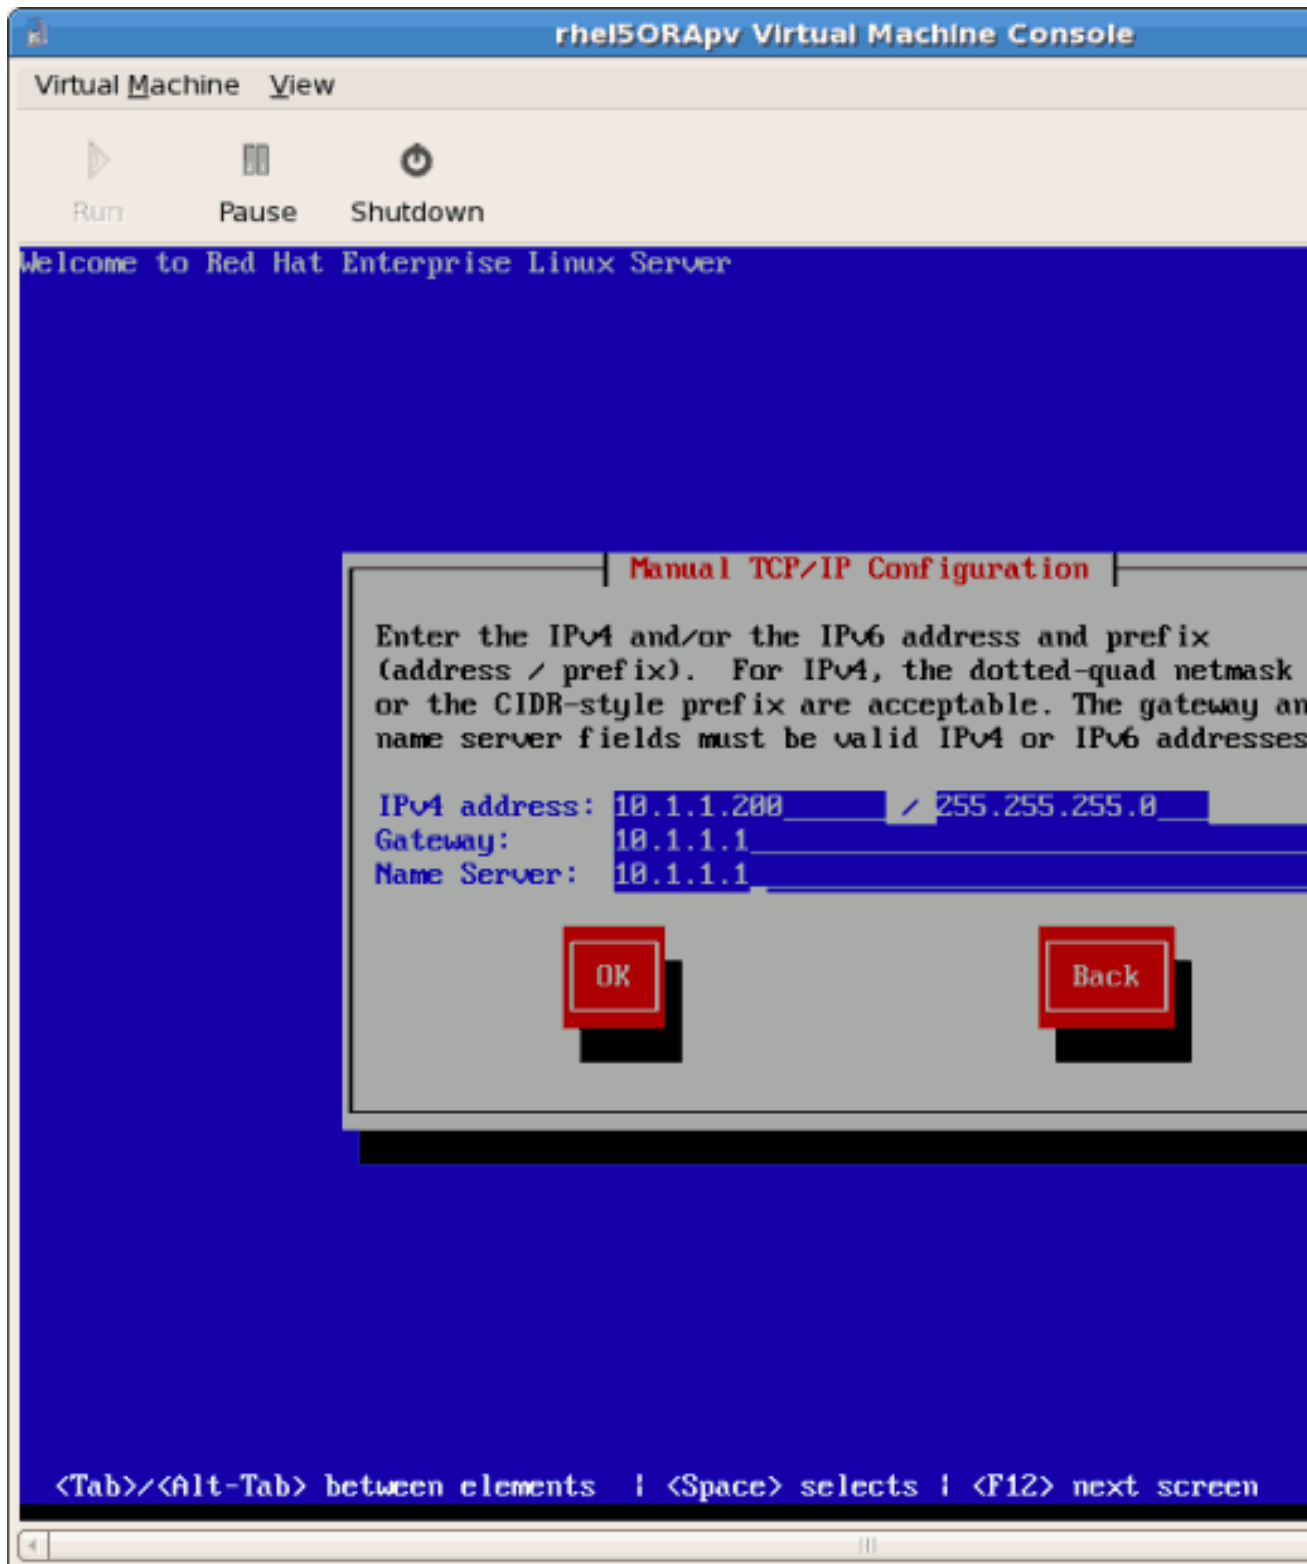 rhel5ORApv Virtual Machine Console
Virtual Machine View
Run Pause Shutdown
Welcome to Red Hat Enterprise Linux Server
Manual TCP/IP Configuration
Enter the IPv4 and/or the IPv6 address and prefix
(address / prefix). For IPv4, the dotted-quad netmask
or the CIDR-style prefix are acceptable. The gateway an
name server fields must be valid IPv4 or IPv6 addresses
IPv4 address: 10.1.1.200______ / 255.255.255.0___
Gateway: 10.1.1.1
Name Server: 10.1.1.1
OK Back
<Tab>/<Alt-Tab> between elements | <Space> selects | <F12> next screen